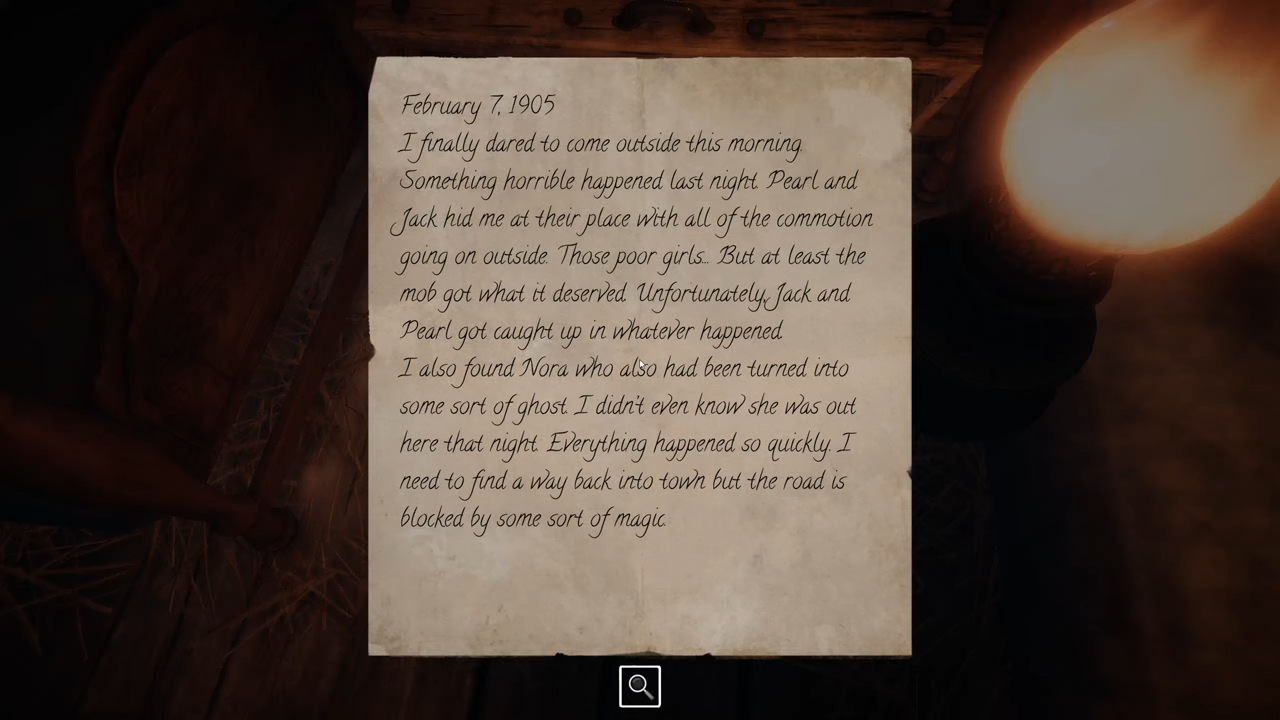 February 7, 1905
I finally dared to come outside this morning.
Something horrible happened last night. Pearl and
Jack hid me at their place with all of the commotion
going on outside. Those poor girls... But at least the
mob got what it deserved. Unfortunately, Jack and
Pearl got caught up in whatever happened.
I also found Nora who also had been turned into
some sort of ghost. I didn't even know she was out
here that night. Everything happened so quickly. I
need to find a way back into town but the road is
blocked by some sort of magic.